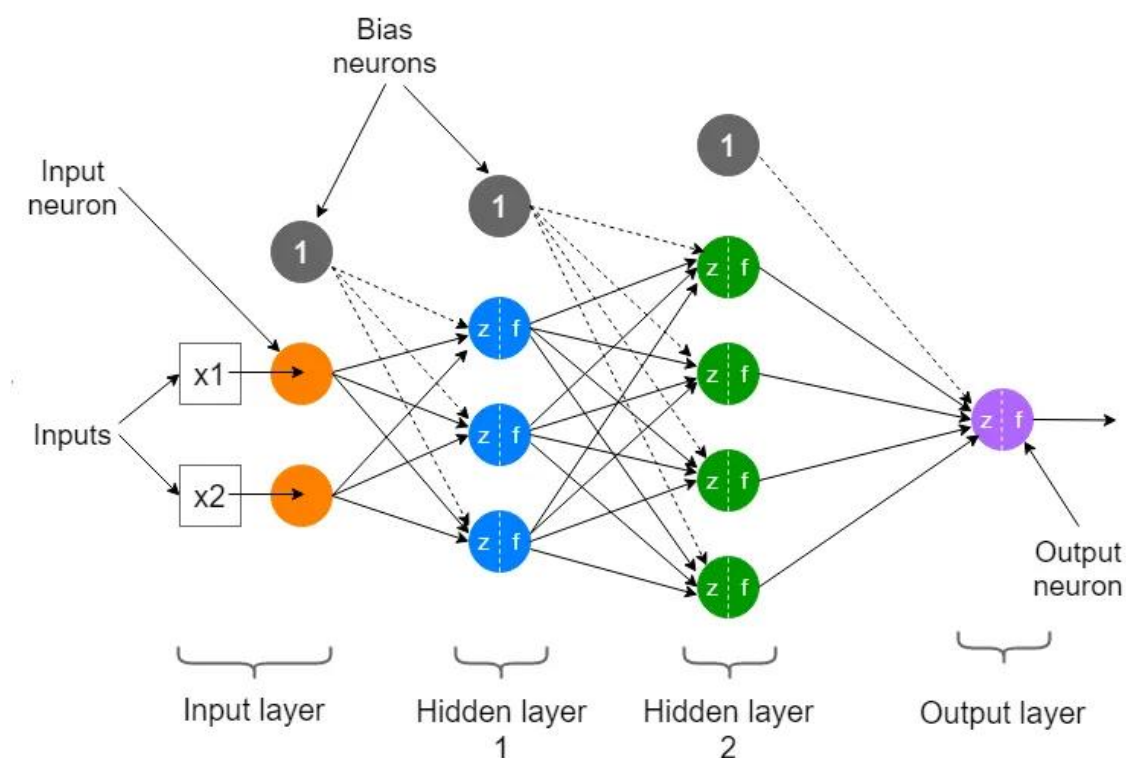 Bias
neurons
1
Input
neuron
1
1
z f
z f
x1
z f
Inputs
z f
z f
z f
x2
z f
z f
Output
neuron
Input layer
Hidden layer
1
Hidden layer
2
Output layer